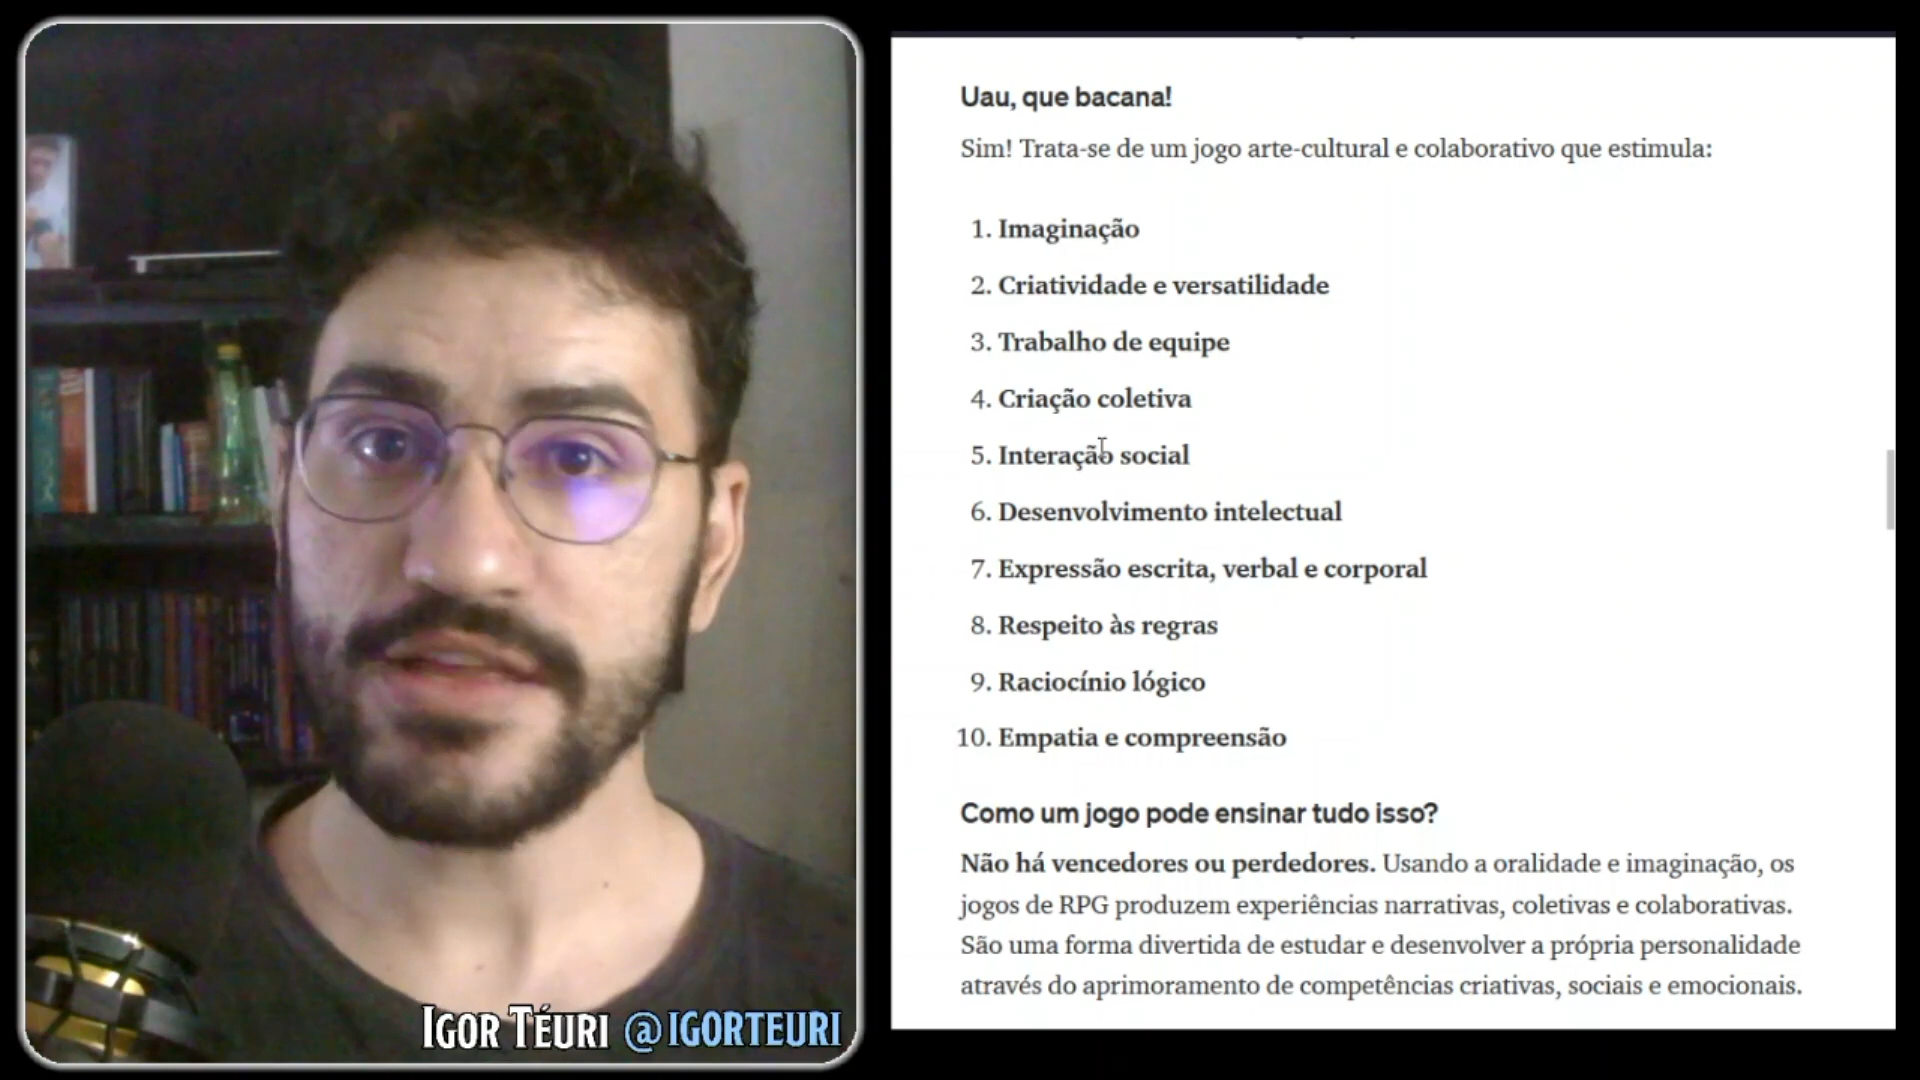 Uau, que bacana!
Sim! Trata-se de um jogo arte-cultural e colaborativo que estimula:
1. Imaginação
2. Criatividade e versatilidade
3. Trabalho de equipe
4. Criação coletiva
5. Interação social
6. Desenvolvimento intelectual
7. Expressão escrita, verbal e corporal
8. Respeito às regras
9. Raciocínio lógico
10. Empatia e compreensão
Como um jogo pode ensinar tudo isso?
Não há vencedores ou perdedores. Usando a oralidade e imaginação, os
jogos de RPG produzem experiências narrativas, coletivas e colaborativas.
São uma forma divertida de estudar e desenvolver a própria personalidade
através do aprimoramento de competências criativas, sociais e emocionais.
IGOR TÉURI @IGORTEURI